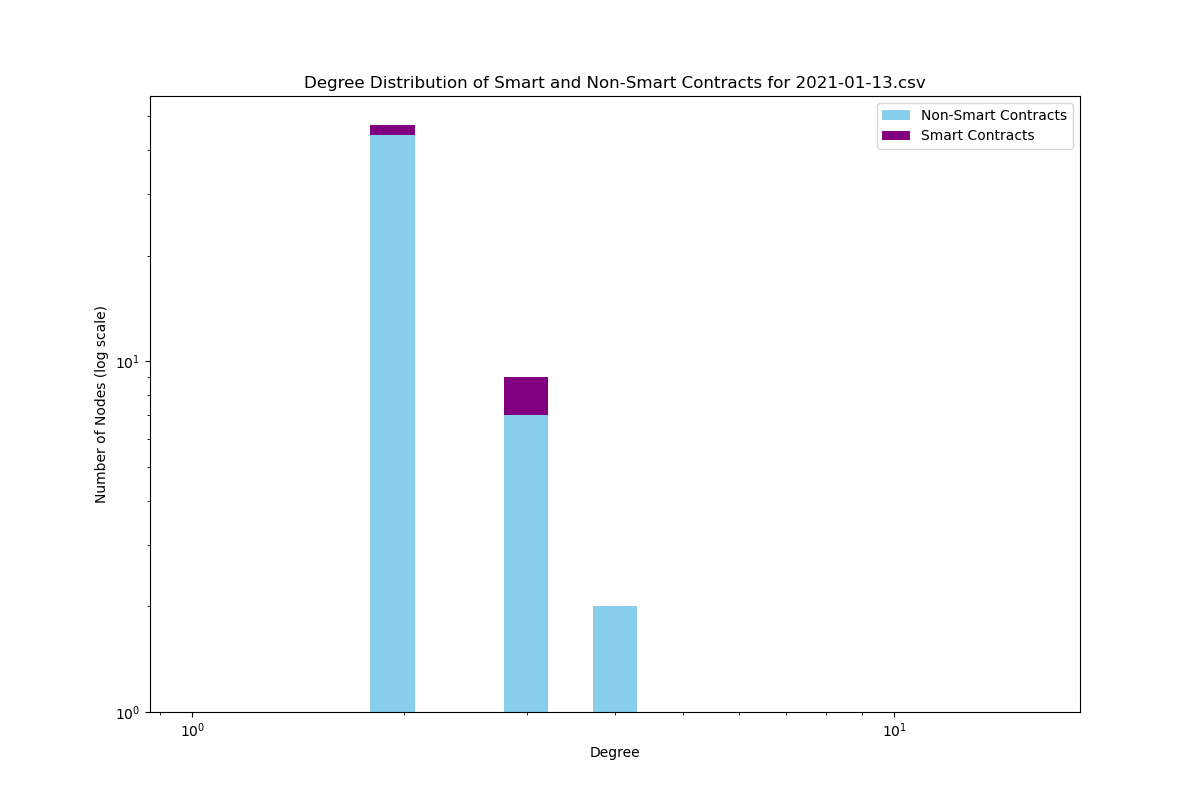 Degree Distribution of Smart and Non-Smart Contracts for 2021-01-13.csv
Non-Smart Contracts
Smart Contracts
Number of Nodes (log scale)
10¹
10⁰
10⁰ 10¹
Degree